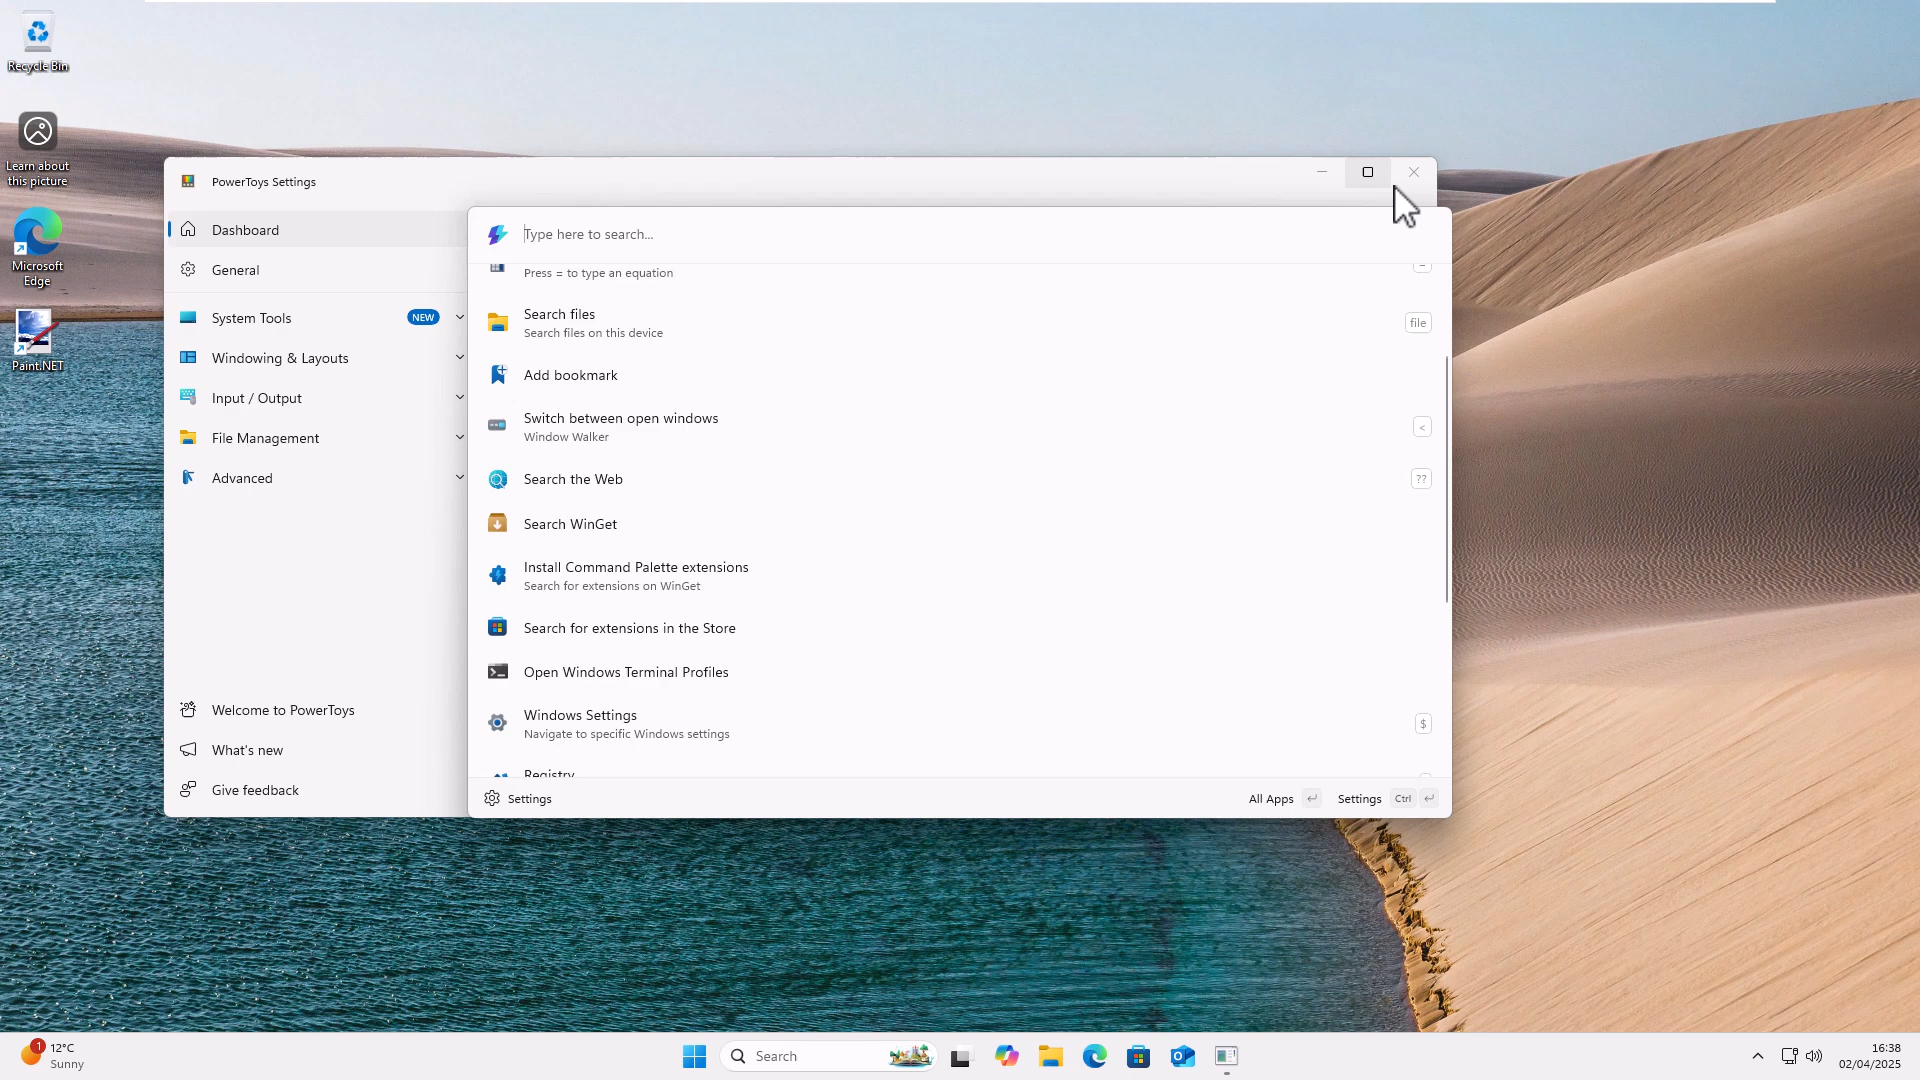 Recycle Bin
Learn about
this picture
Microsoft
Edge
Paint.NET
PowerToys Settings
Dashboard
General
System Tools
NEW
Windowing & Layouts
Input / Output
File Management
Advanced
Welcome to PowerToys
What's new
Give feedback
Type here to search...
Press = to type an equation
=
Search files
Search files on this device
file
Add bookmark
Switch between open windows
Window Walker
<
Search the Web
??
Search WinGet
Install Command Palette extensions
Search for extensions on WinGet
Search for extensions in the Store
Open Windows Terminal Profiles
Windows Settings
Navigate to specific Windows settings
$
Registry
Settings
All Apps
Settings
Ctrl
1
12°C
Sunny
Search
16:38
02/04/2025